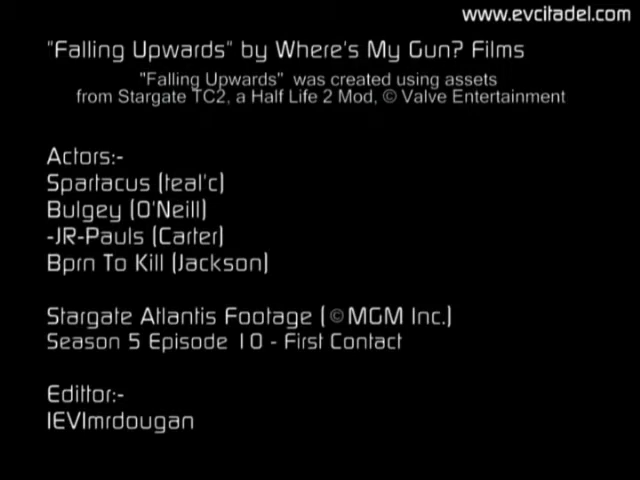 www.evcitadel.com
"Falling Upwards" by Where's My Gun? Films
"Falling Upwards" was created using assets
from Stargate TC2, a Half Life 2 Mod, © Valve Entertainment
Actors:-
Spartacus (teal'c)
Bulgey (O'Neill)
-JR-Pauls (Carter)
Bprn To Kill (Jackson)
Stargate Atlantis Footage (©MGM Inc.)
Season 5 Episode 10 - First Contact
Edittor:-
IEVImrdougan